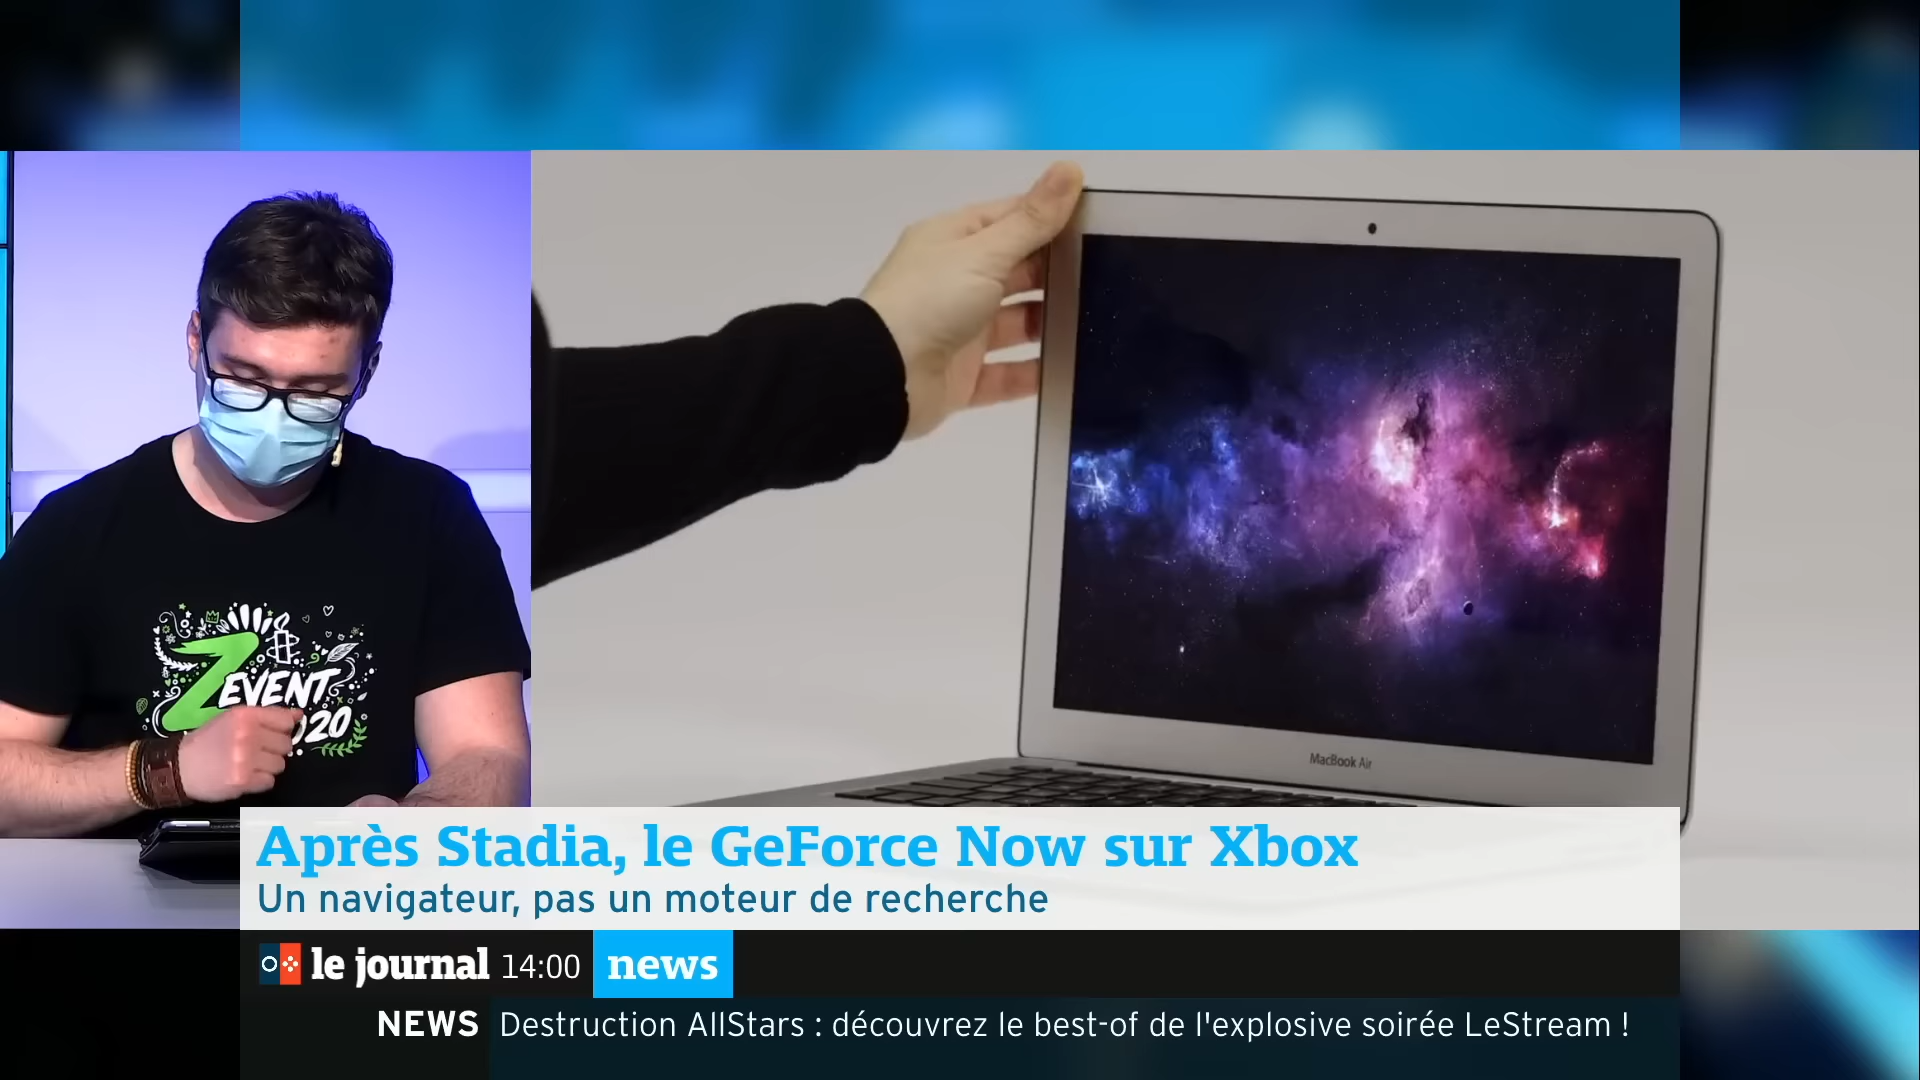 ZEVENT
MacBook Air
Après Stadia, le GeForce Now sur Xbox
Un navigateur, pas un moteur de recherche
le journal 14:00 news
NEWS Destruction AllStars : découvrez le best-of de l'explosive soirée LeStream !